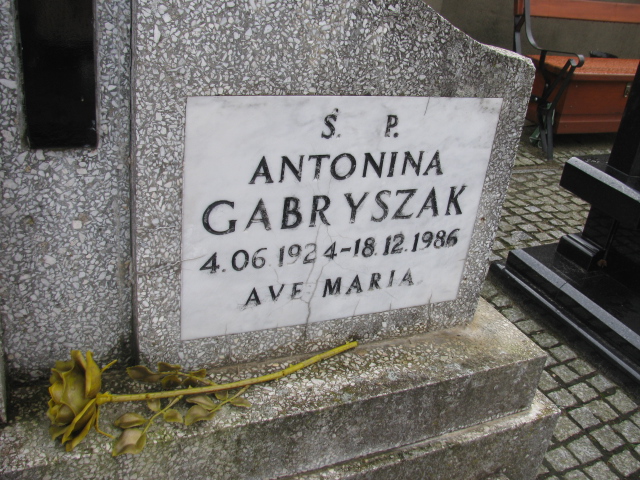 Ś. P.
ANTONINA
GABRYSZAK
4.06.1924-18.12.1986
AVE MARIA